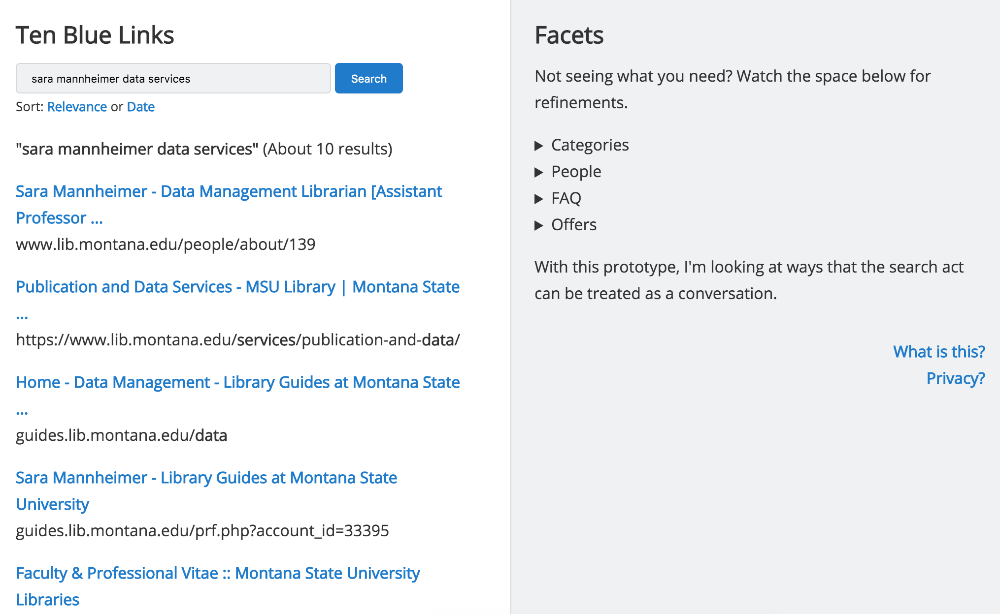 Ten Blue Links
sara mannheimer data services
Search
Sort: Relevance or Date
"sara mannheimer data services" (About 10 results)
Sara Mannheimer - Data Management Librarian [Assistant
Professor ...
www.lib.montana.edu/people/about/139
Publication and Data Services - MSU Library | Montana State
...
https://www.lib.montana.edu/services/publication-and-data/
Home - Data Management - Library Guides at Montana State
...
guides.lib.montana.edu/data
Sara Mannheimer - Library Guides at Montana State
University
guides.lib.montana.edu/prf.php?account_id=33395
Faculty & Professional Vitae :: Montana State University
Libraries
Facets
Not seeing what you need? Watch the space below for
refinements.
Categories
People
FAQ
Offers
With this prototype, I'm looking at ways that the search act
can be treated as a conversation.
What is this?
Privacy?